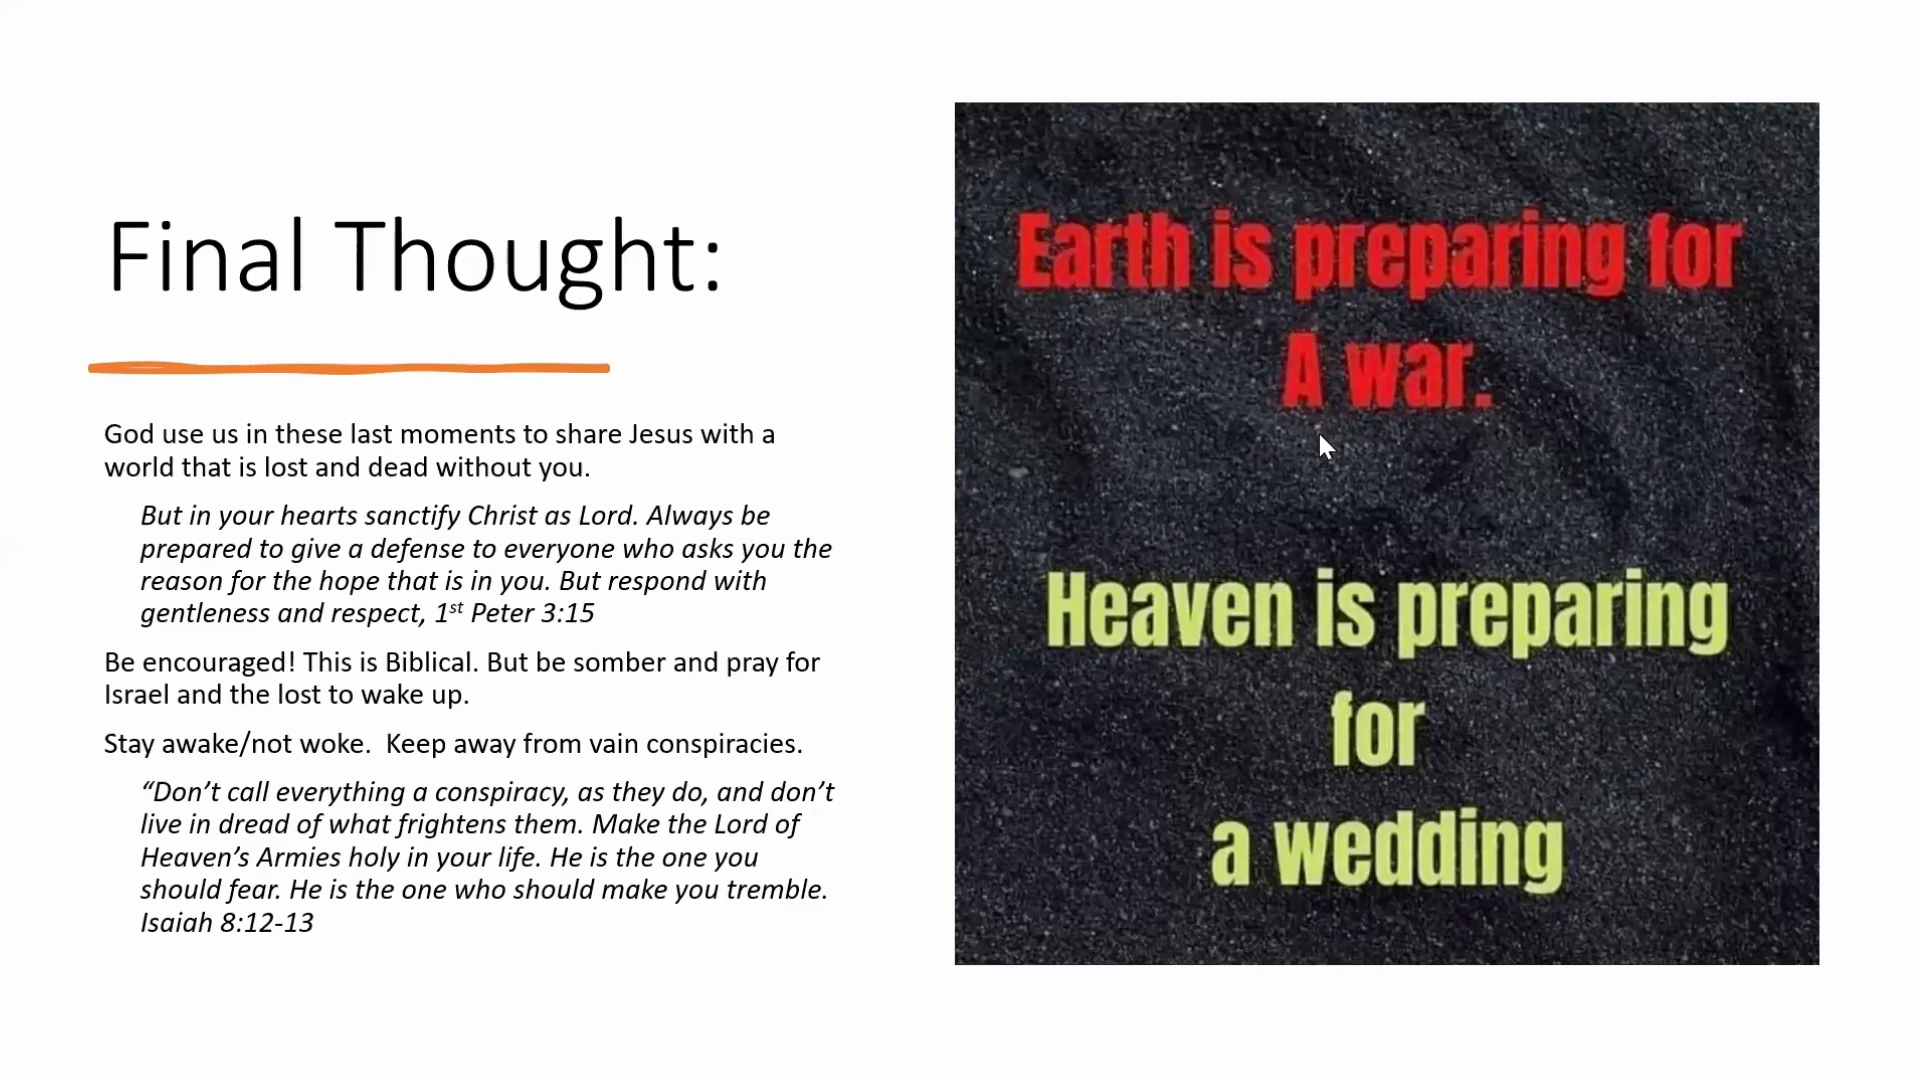 Final Thought:
God use us in these last moments to share Jesus with a
world that is lost and dead without you.
But in your hearts sanctify Christ as Lord. Always be
prepared to give a defense to everyone who asks you the
reason for the hope that is in you. But respond with
gentleness and respect, 1st Peter 3:15
Be encouraged! This is Biblical. But be somber and pray for
Israel and the lost to wake up.
Stay awake/not woke.  Keep away from vain conspiracies.
“Don’t call everything a conspiracy, as they do, and don’t
live in dread of what frightens them. Make the Lord of
Heaven’s Armies holy in your life. He is the one you
should fear. He is the one who should make you tremble.
Isaiah 8:12-13
Earth is preparing for
A war.
Heaven is preparing
for
a wedding